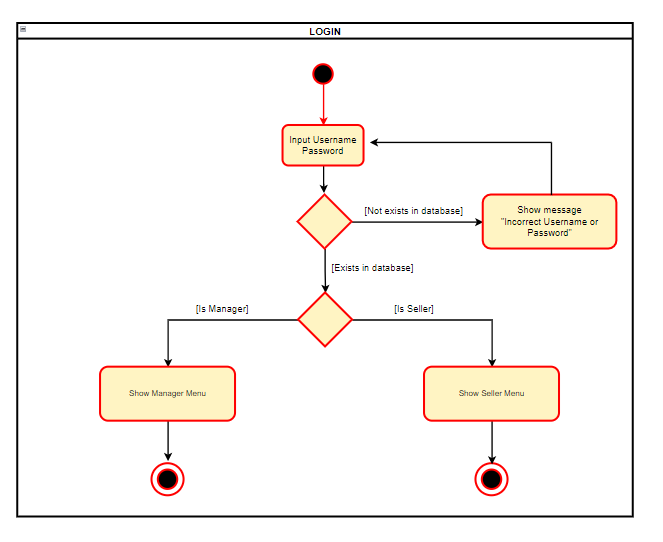 LOGIN
Input Username
Password
[Not exists in database]
Show message
"Incorrect Username or
Password"
[Exists in database]
[Is Manager]
[Is Seller]
Show Manager Menu
Show Seller Menu